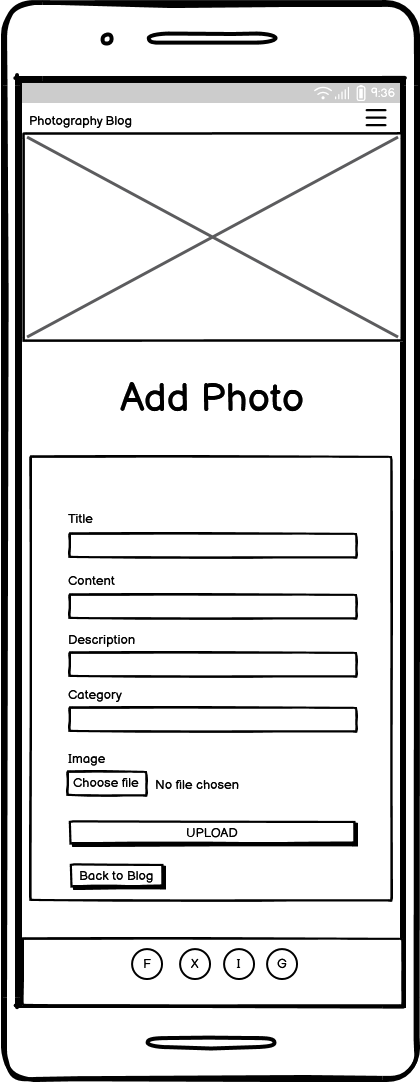 9:36
Photography Blog
Add Photo
Title
Content
Description
Category
Image
Choose file No file chosen
UPLOAD
Back to Blog
F X I G